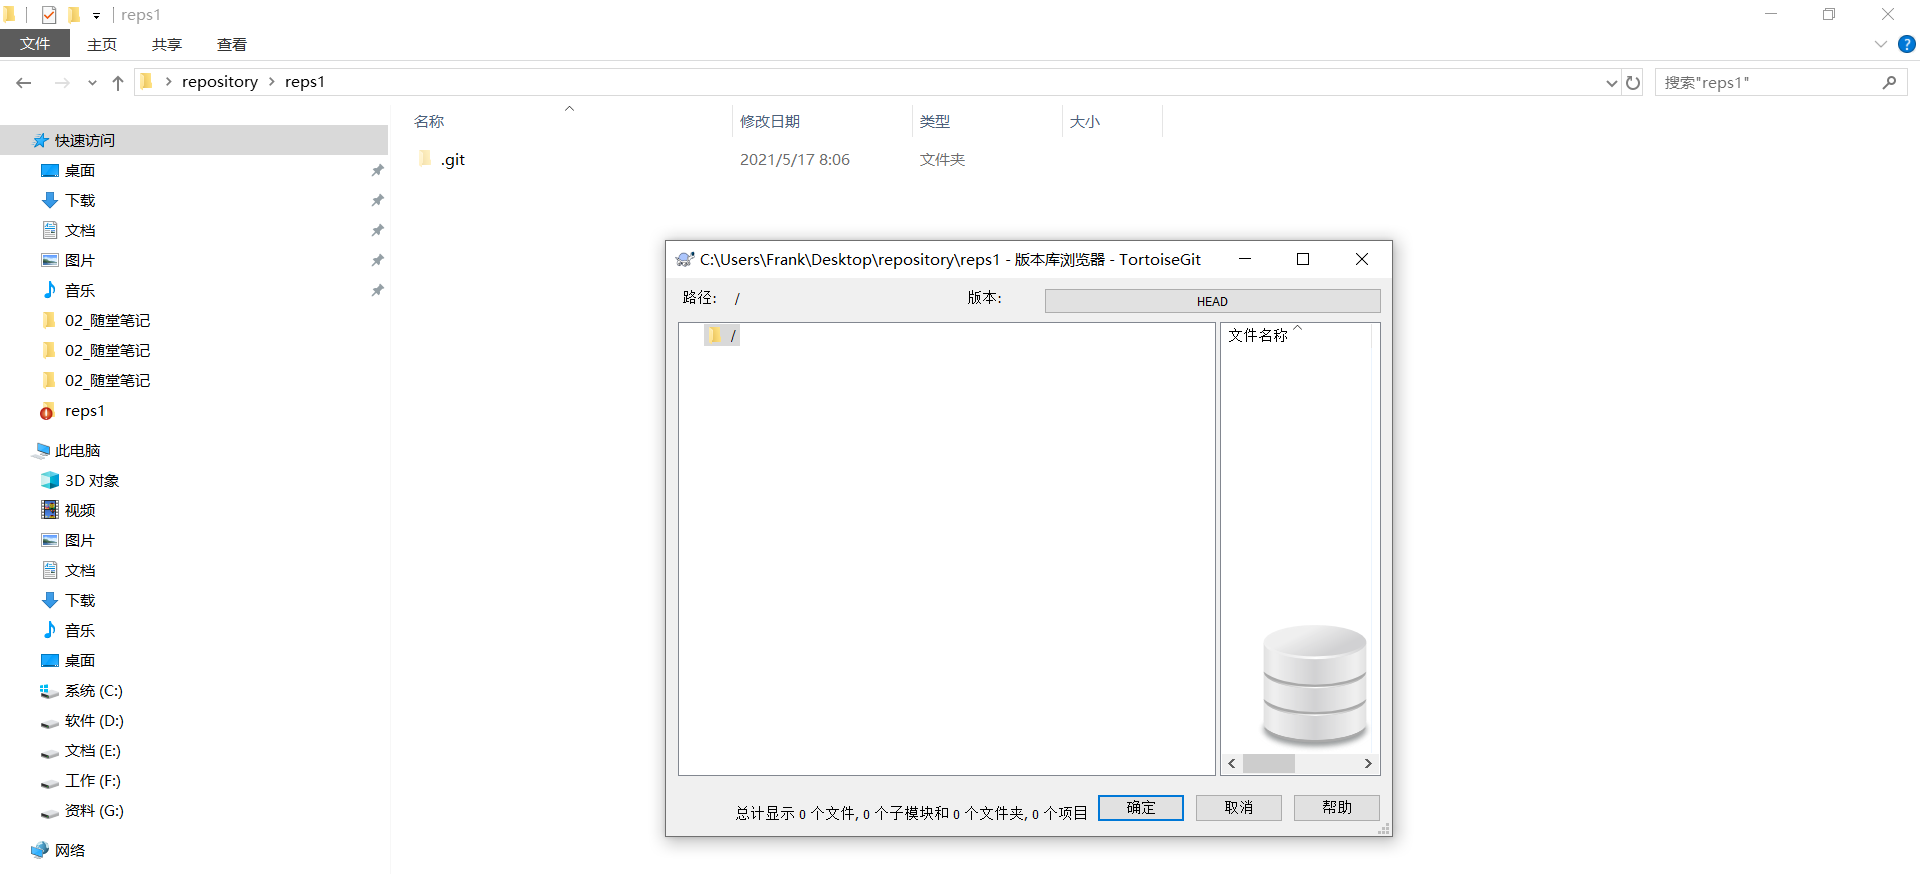 reps1
文件 主页 共享 查看
repository reps1 搜索"reps1"
名称 修改日期 类型 大小
.git 2021/5/17 8:06 文件夹
快速访问
桌面
下载
文档
图片
音乐
02_随堂笔记
02_随堂笔记
02_随堂笔记
reps1
此电脑
3D 对象
视频
图片
文档
下载
音乐
桌面
系统 (C:)
软件 (D:)
文档 (E:)
工作 (F:)
资料 (G:)
网络
C:\Users\Frank\Desktop\repository\reps1 - 版本库浏览器 - TortoiseGit
路径: / 版本: HEAD
/ 文件名称
总计显示 0 个文件, 0 个子模块和 0 个文件夹, 0 个项目 确定 取消 帮助